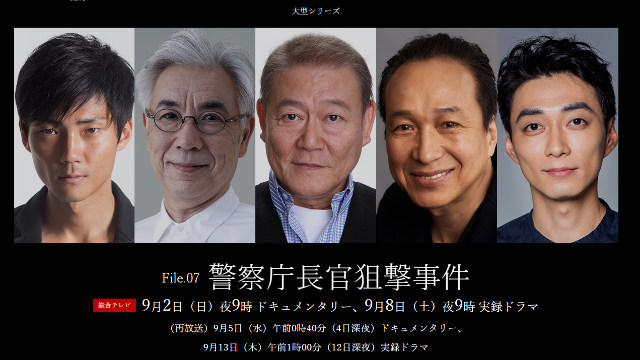 大型シリーズ
File.07 警察庁長官狙撃事件
総合テレビ 9月2日（日）夜9時 ドキュメンタリー、9月8日（土）夜9時 実録ドラマ
（再放送）9月5日（水）午前0時40分（4日深夜）ドキュメンタリー、
9月13日（木）午前1時00分（12日深夜）実録ドラマ